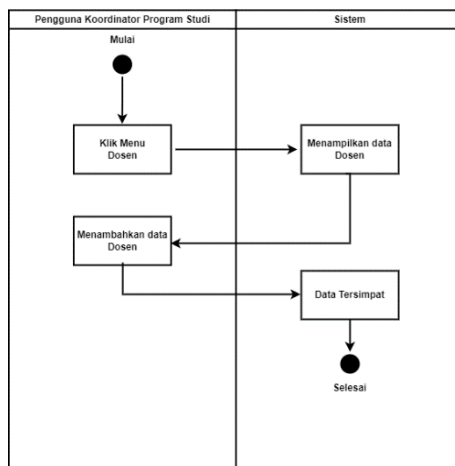 Pengguna Koordinator Program Studi
Sistem
Mulai
Klik Menu
Dosen
Menampilkan data
Dosen
Menambahkan data
Dosen
Data Tersimpat
Selesai